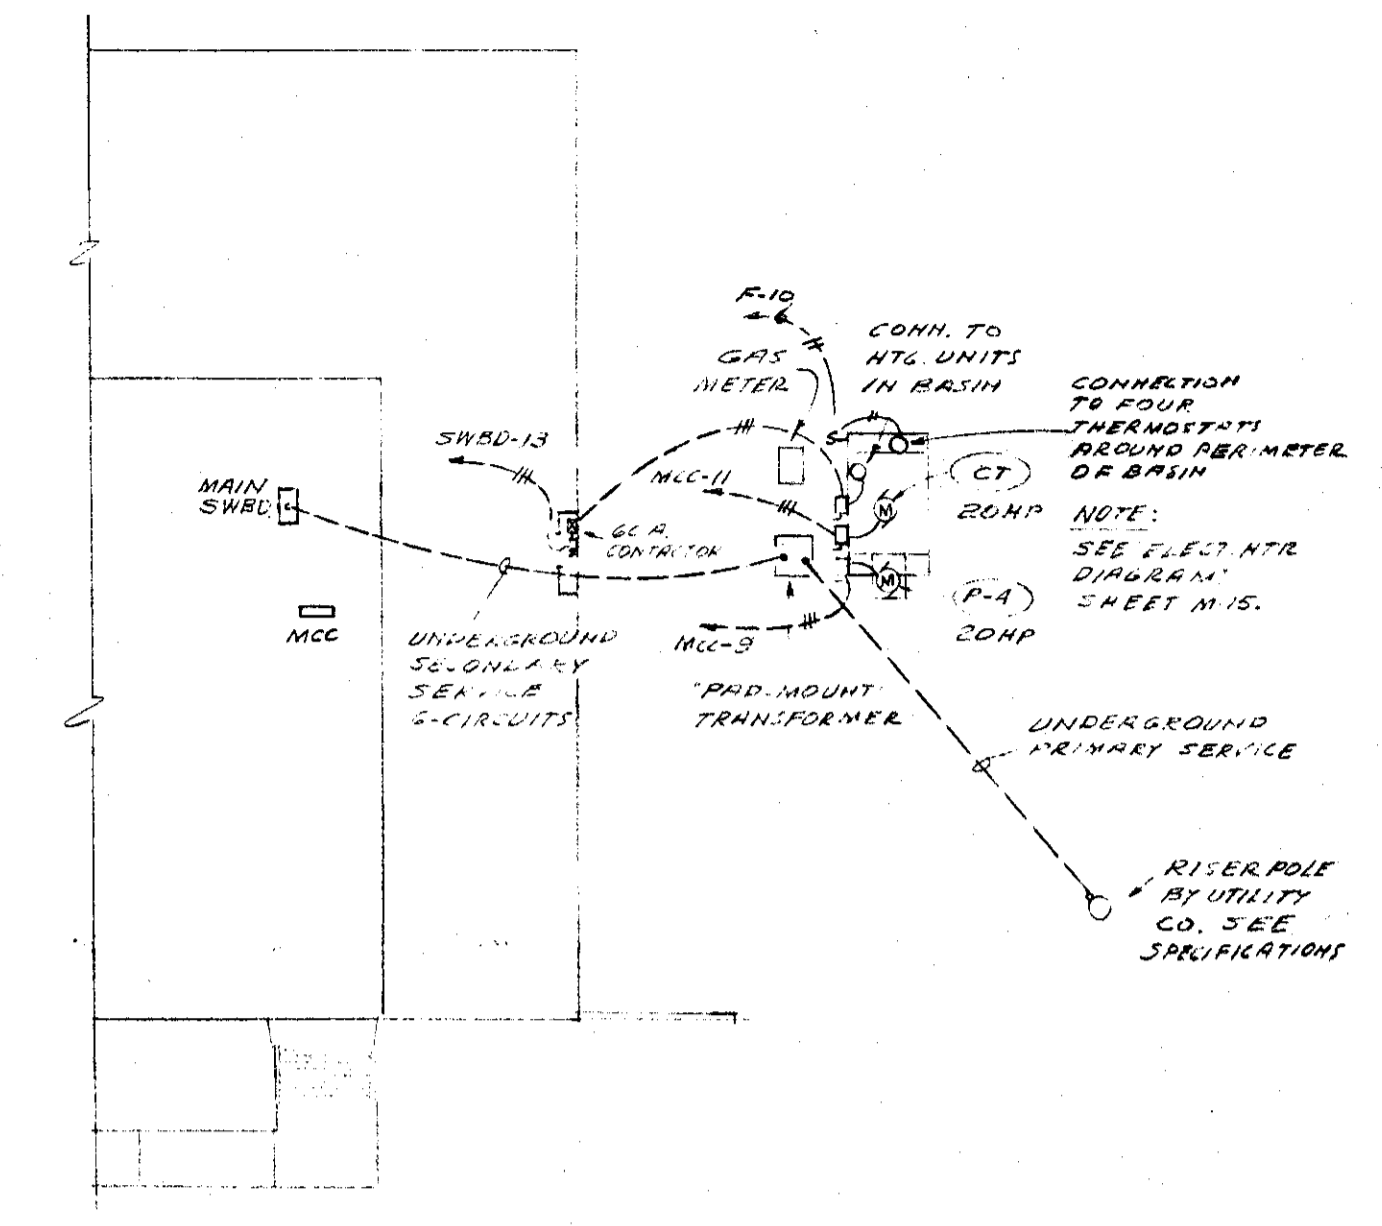 F-10
GAS
METER
CONN. TO
HTG. UNITS
IN BASIN
CONNECTION
TO FOUR
THERMOSTATS
AROUND PERIMETER
OF BASIN
SWBD-13
MAIN
SWBD.
MCC-11
CT
20HP
60 A.
CONTACTOR
NOTE:
SEE ELECT. HTR
DIAGRAM
SHEET M-15.
M
M
P-4
20HP
MCC
MCC-9
UNDERGROUND
SECONDARY
SERVICE
6-CIRCUITS
"PAD-MOUNT"
TRANSFORMER
UNDERGROUND
PRIMARY SERVICE
RISER POLE
BY UTILITY
CO. SEE
SPECIFICATIONS